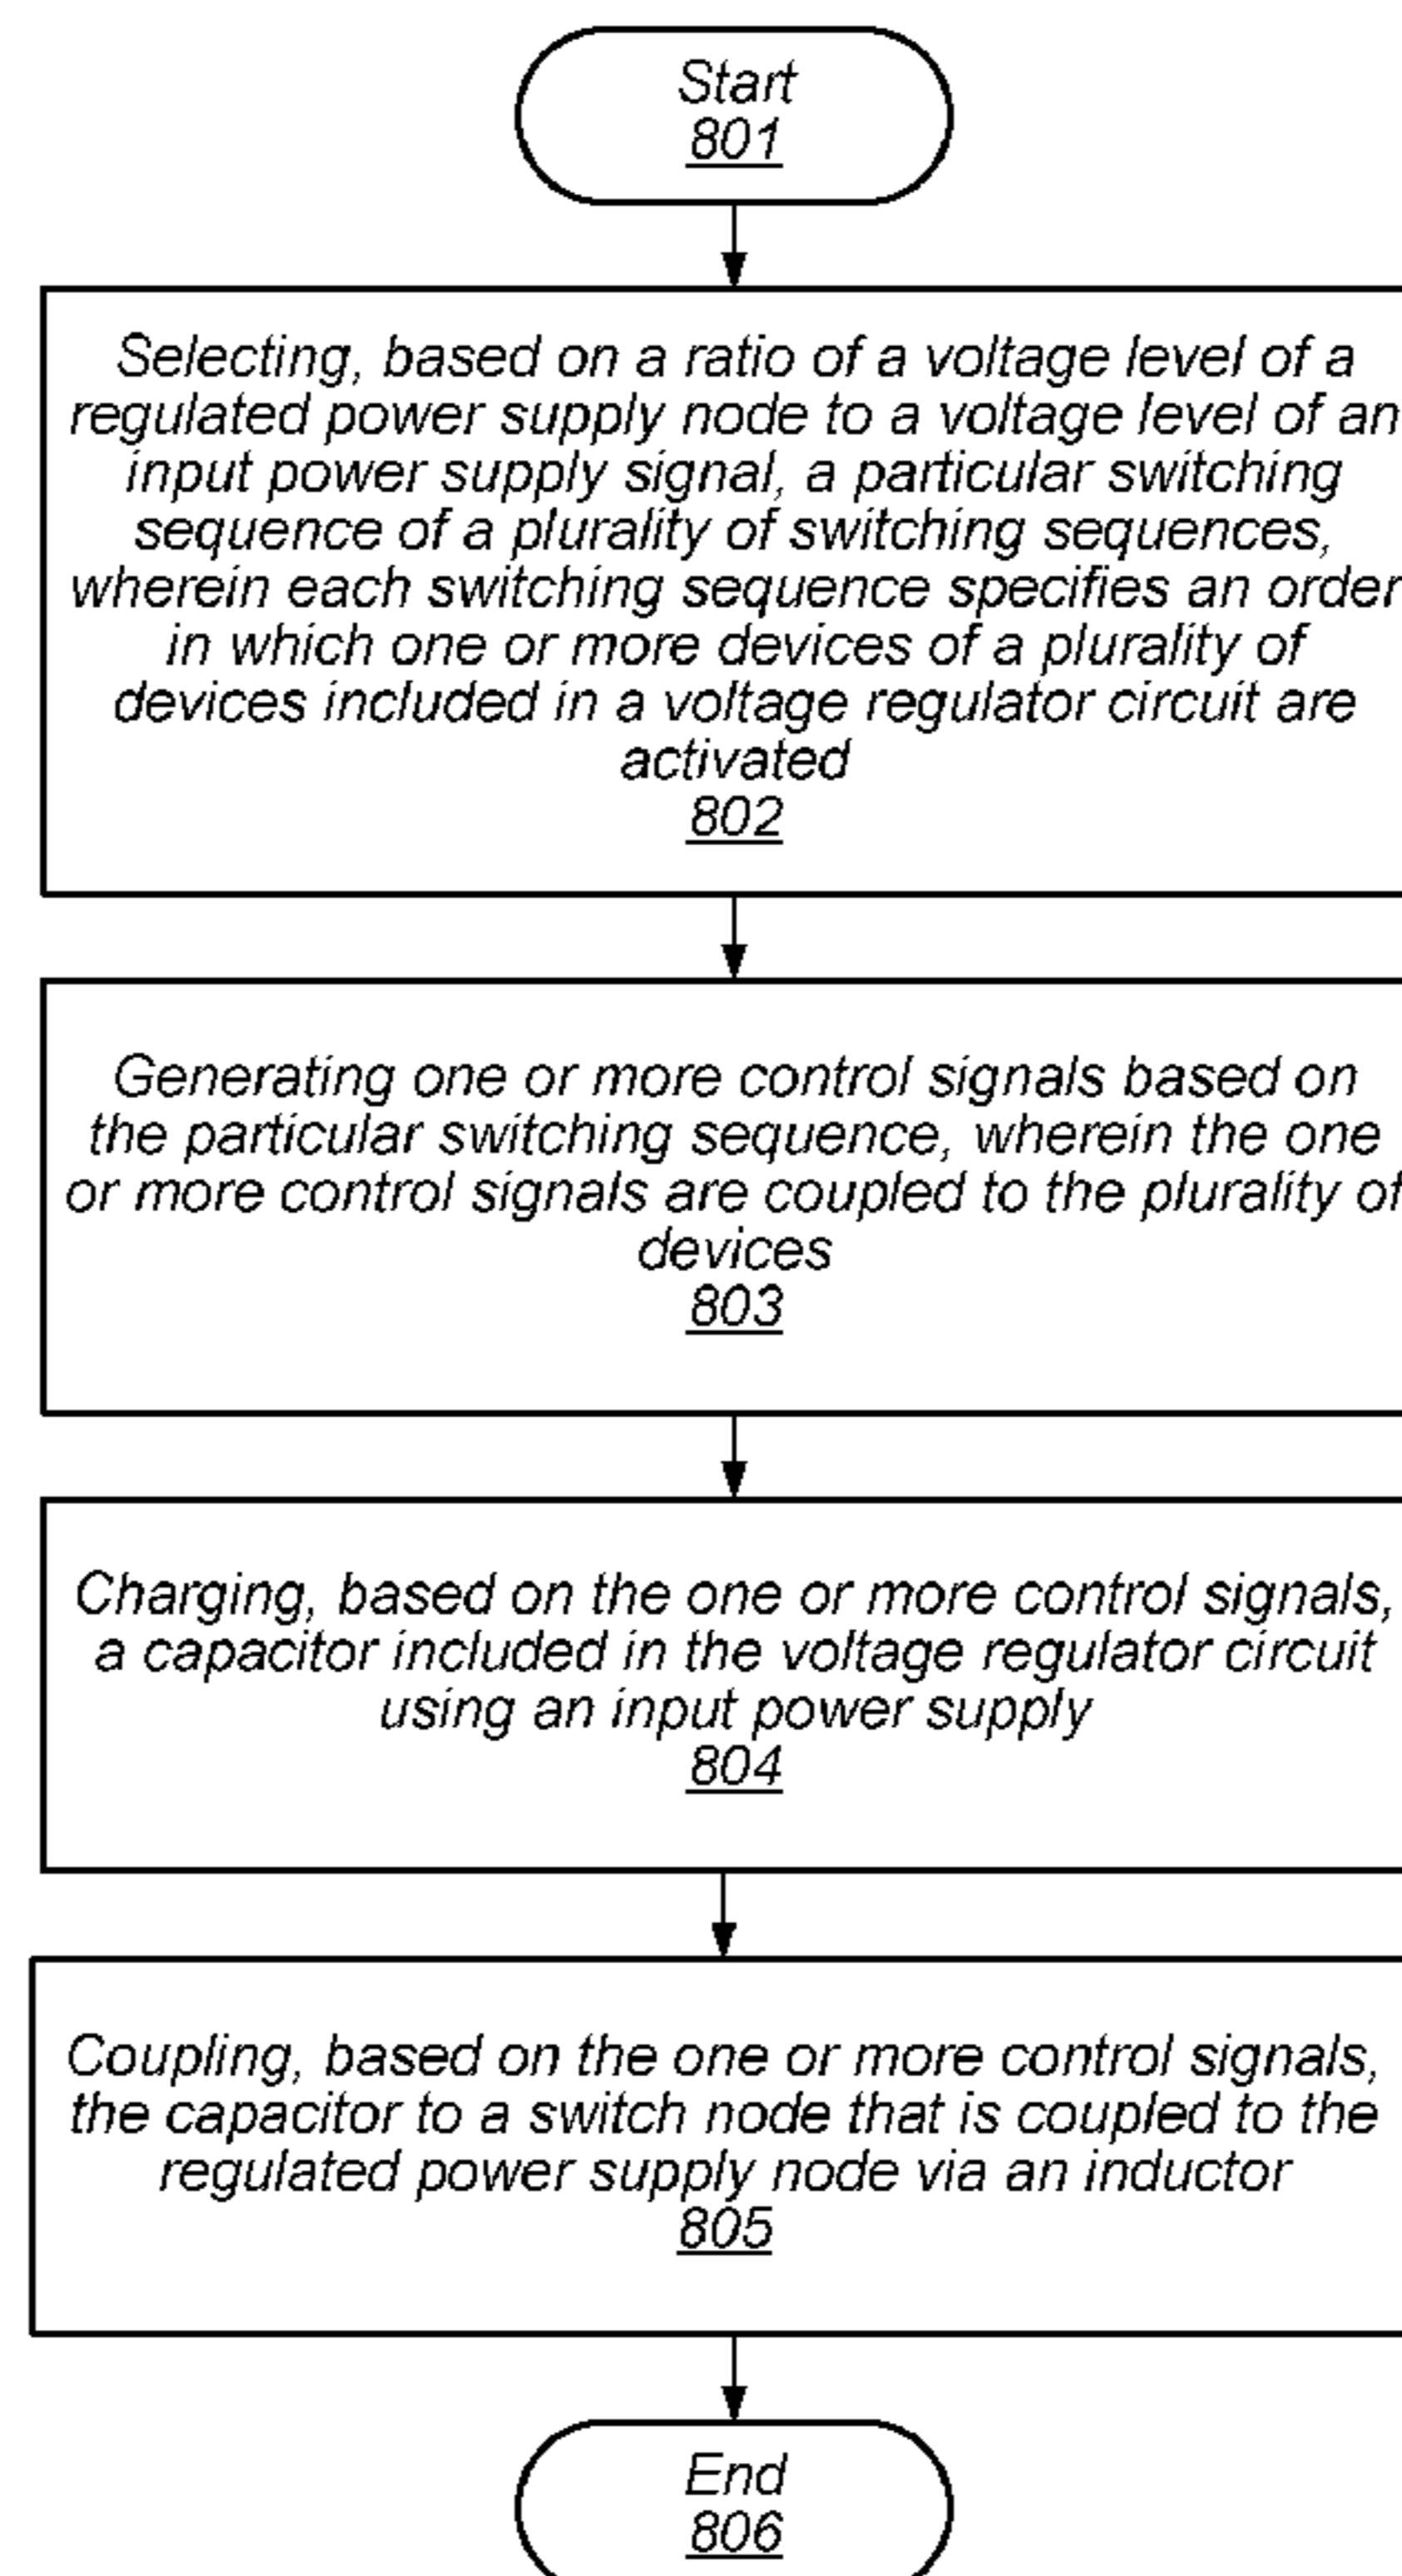 Start
801
Selecting, based on a ratio of a voltage level of a
regulated power supply node to a voltage level of an
input power supply signal, a particular switching
sequence of a plurality of switching sequences,
wherein each switching sequence specifies an order
in which one or more devices of a plurality of
devices included in a voltage regulator circuit are
activated
802
Generating one or more control signals based on
the particular switching sequence, wherein the one
or more control signals are coupled to the plurality of
devices
803
Charging, based on the one or more control signals,
a capacitor included in the voltage regulator circuit
using an input power supply
804
Coupling, based on the one or more control signals,
the capacitor to a switch node that is coupled to the
regulated power supply node via an inductor
805
End
806